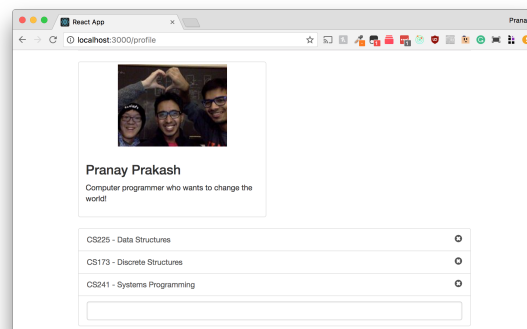 React App
Prana
localhost:3000/profile
Pranay Prakash
Computer programmer who wants to change the
world!
CS225 - Data Structures
CS173 - Discrete Structures
CS241 - Systems Programming